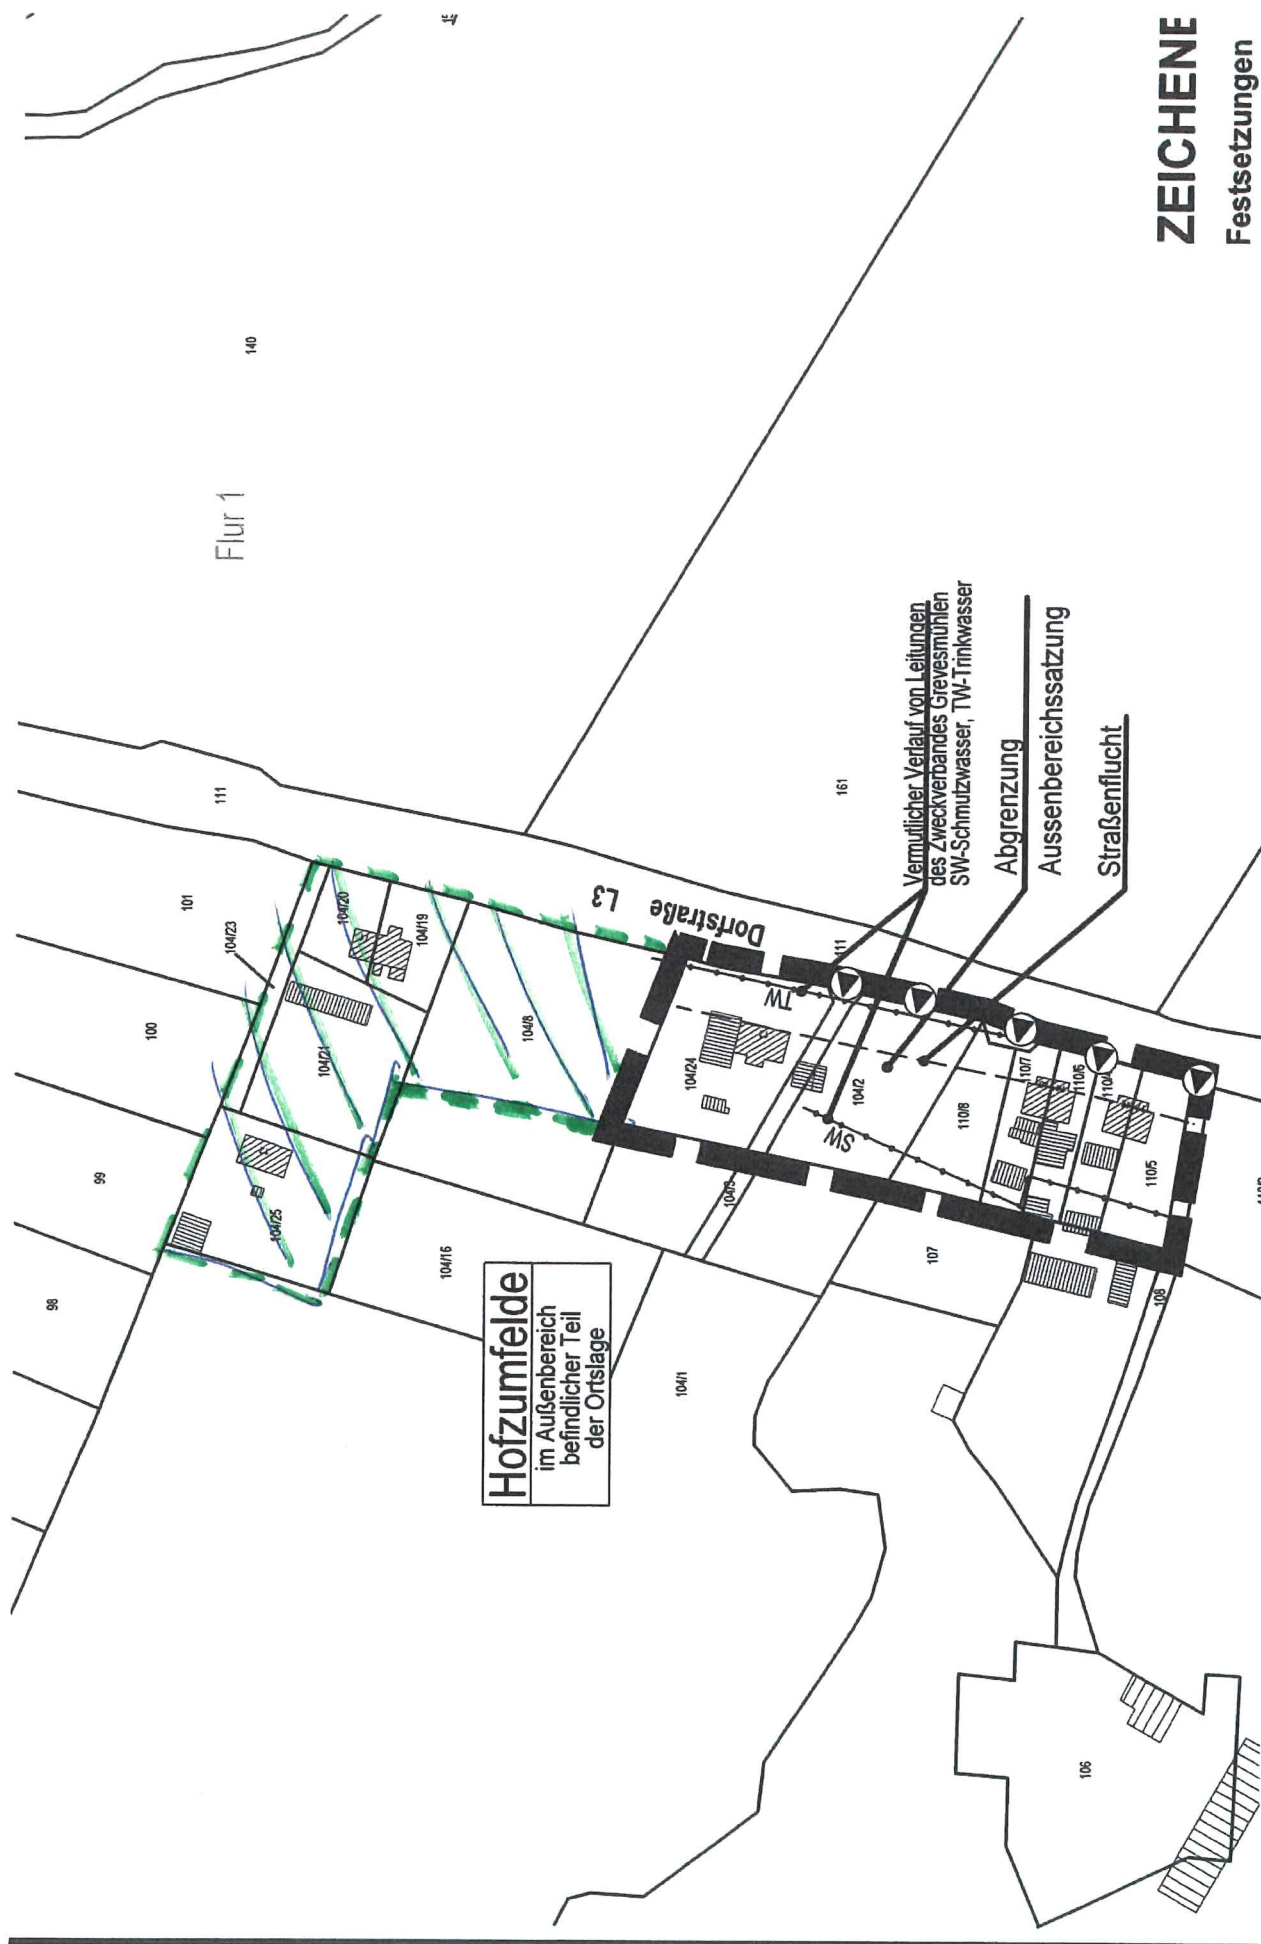 ZEICHENE
Festsetzungen
140
Flur 1
111
101
104/23
104/20
104/19
100
104/21
104/8
99
104/25
98
104/16
Hofzumfelde
im Außenbereich
befindlicher Teil
der Ortslage
Dorfstraße L3
111
161
Vermutlicher Verlauf von Leitungen
des Zweckverbandes Grevesmühlen
SW-Schmutzwasser, TW-Trinkwasser
Abgrenzung
Aussenbereichssatzung
Straßenflucht
TW
104/24
104/2
SW
104/3
110/8
110/7
110/6
110/5
107
108
104/1
106